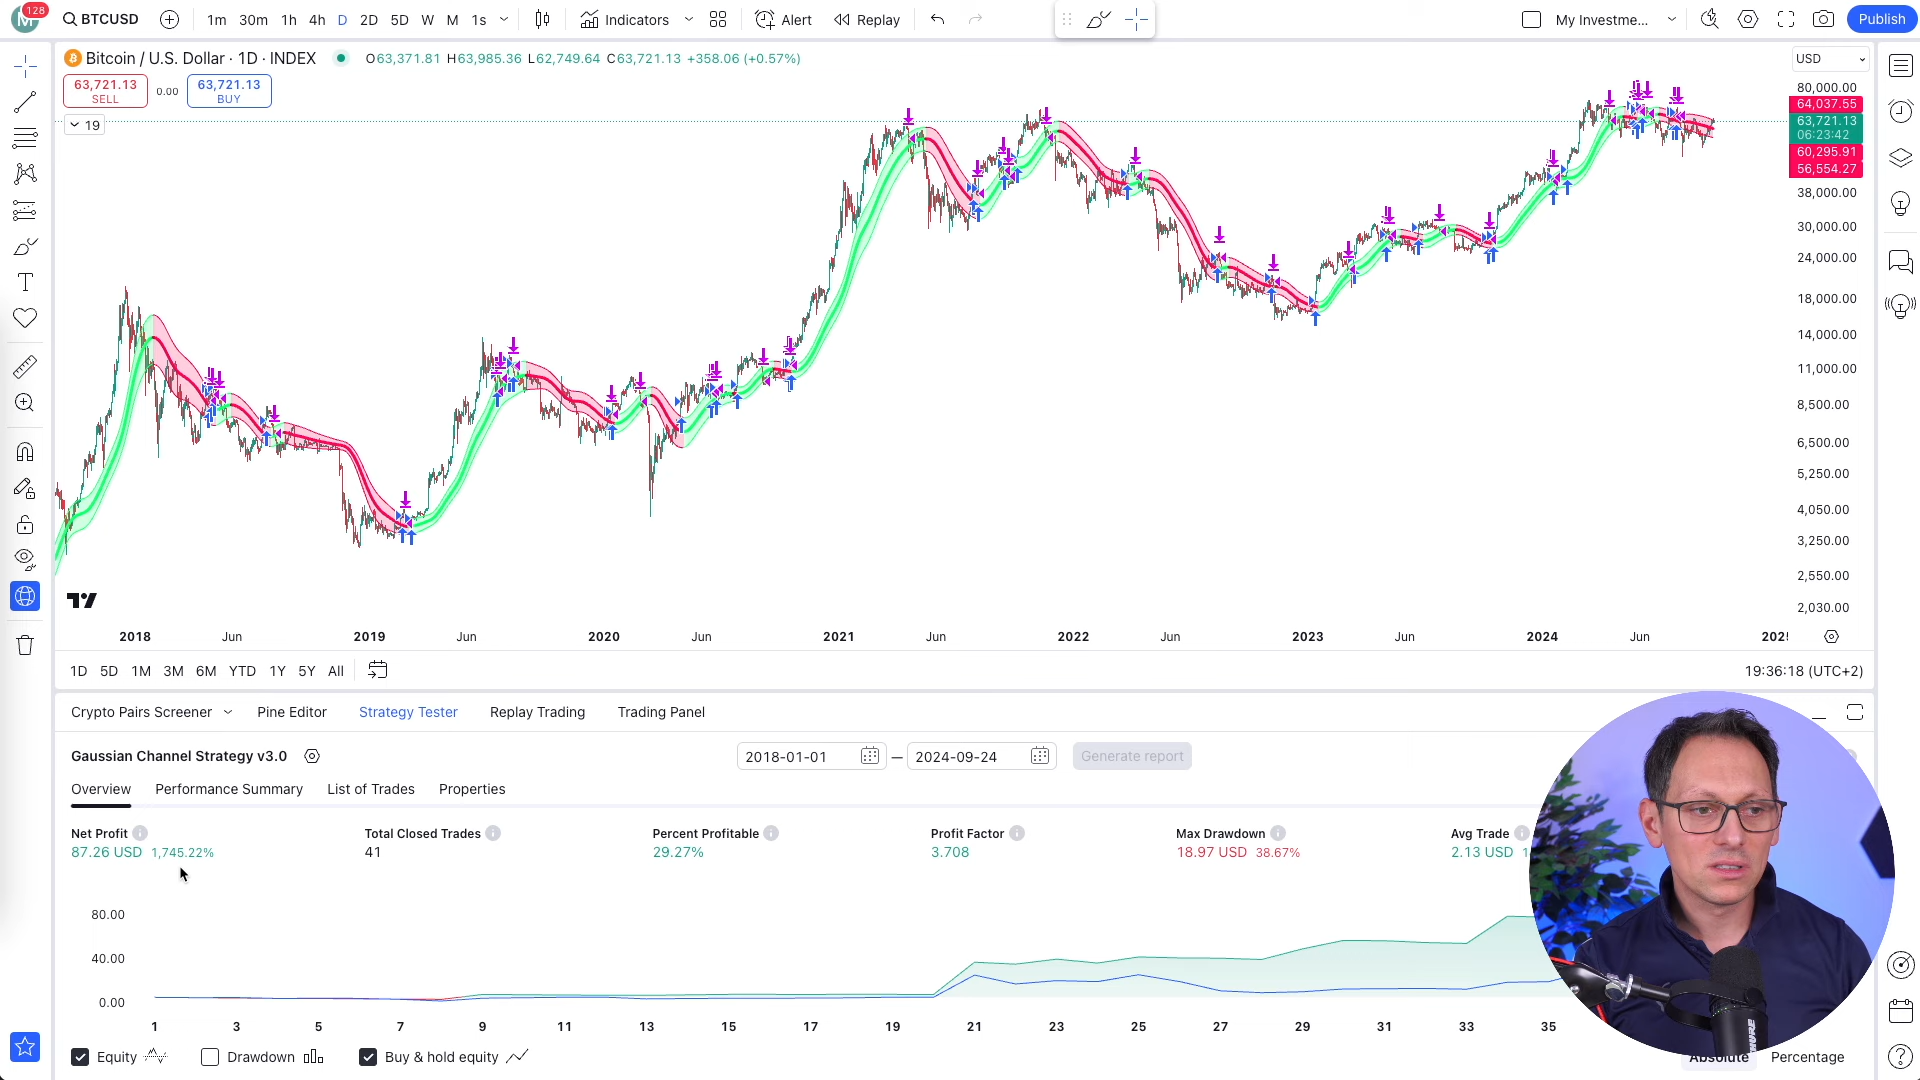 128
BTCUSD
1m 30m 1h 4h D 2D 5D W M 1s
Indicators
Alert
Replay
My Investme...
Publish
Bitcoin / U.S. Dollar · 1D · INDEX
O63,371.81 H63,985.36 L62,749.64 C63,721.13 +358.06 (+0.57%)
USD
63,721.13
SELL
0.00
63,721.13
BUY
19
80,000.00
64,037.55
63,721.13
06:23:42
60,295.91
56,554.27
38,000.00
30,000.00
24,000.00
18,000.00
14,000.00
11,000.00
8,500.00
6,500.00
5,250.00
4,050.00
3,250.00
2,550.00
2,030.00
2018 Jun 2019 Jun 2020 Jun 2021 Jun 2022 Jun 2023 Jun 2024 Jun
1D 5D 1M 3M 6M YTD 1Y 5Y All
19:36:18 (UTC+2)
Crypto Pairs Screener Pine Editor Strategy Tester Replay Trading Trading Panel
Gaussian Channel Strategy v3.0
2018-01-01 — 2024-09-24
Generate report
Overview Performance Summary List of Trades Properties
Net Profit Total Closed Trades Percent Profitable Profit Factor Max Drawdown Avg Trade
87.26 USD 1,745.22% 41 29.27% 3.708 18.97 USD 38.67% 2.13 USD
80.00
40.00
0.00
1 3 5 7 9 11 13 15 17 19 21 23 25 27 29 31 33 35
Equity Drawdown Buy & hold equity
Absolute Percentage